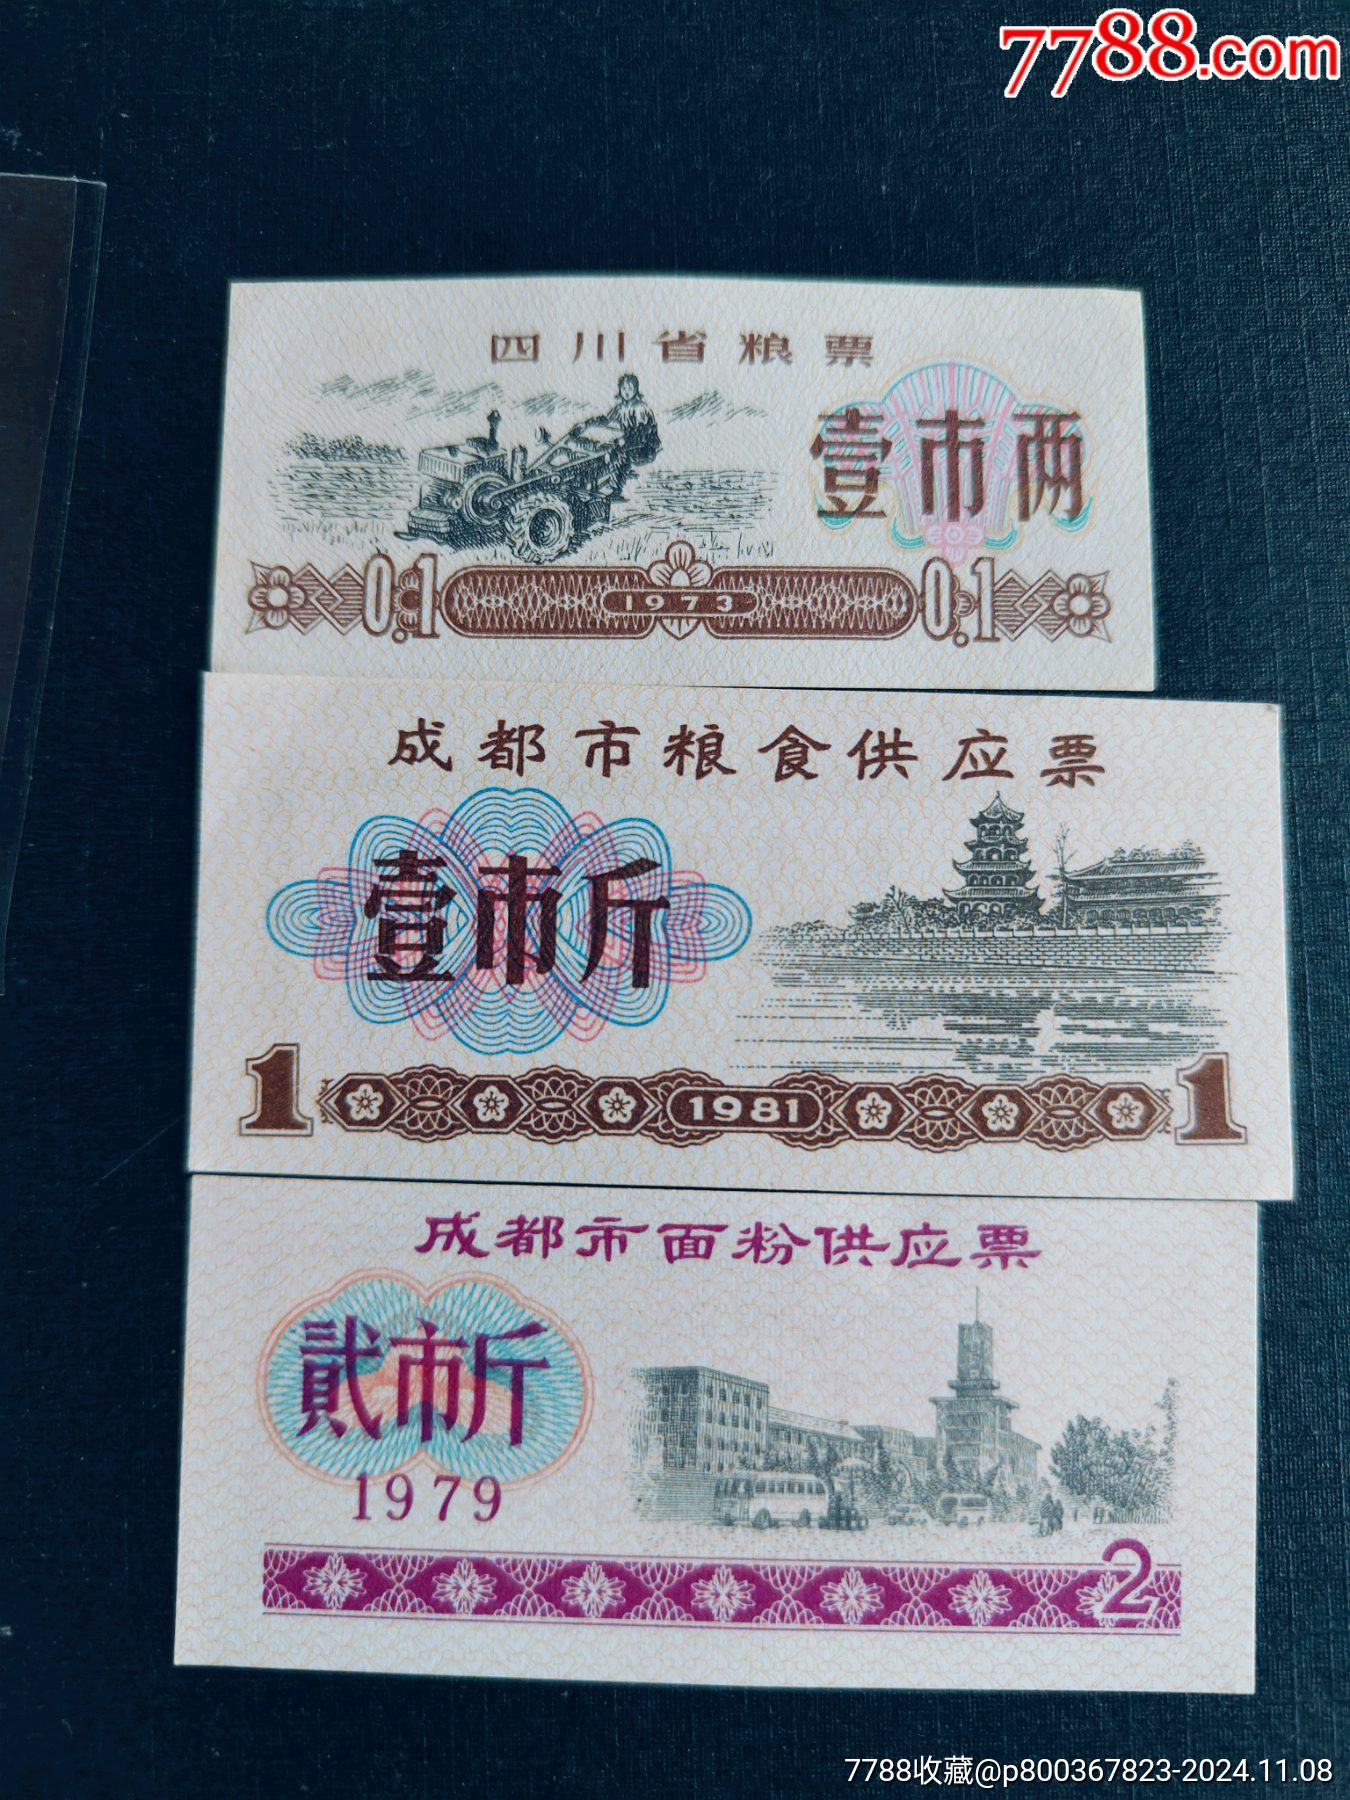 7788.com
四川省粮票
壹市两
0.1 1973 0.1
成都市粮食供应票
壹市斤
1 1981 1
成都市面粉供应票
贰市斤
1979
2
7788收藏@p800367823-2024.11.08